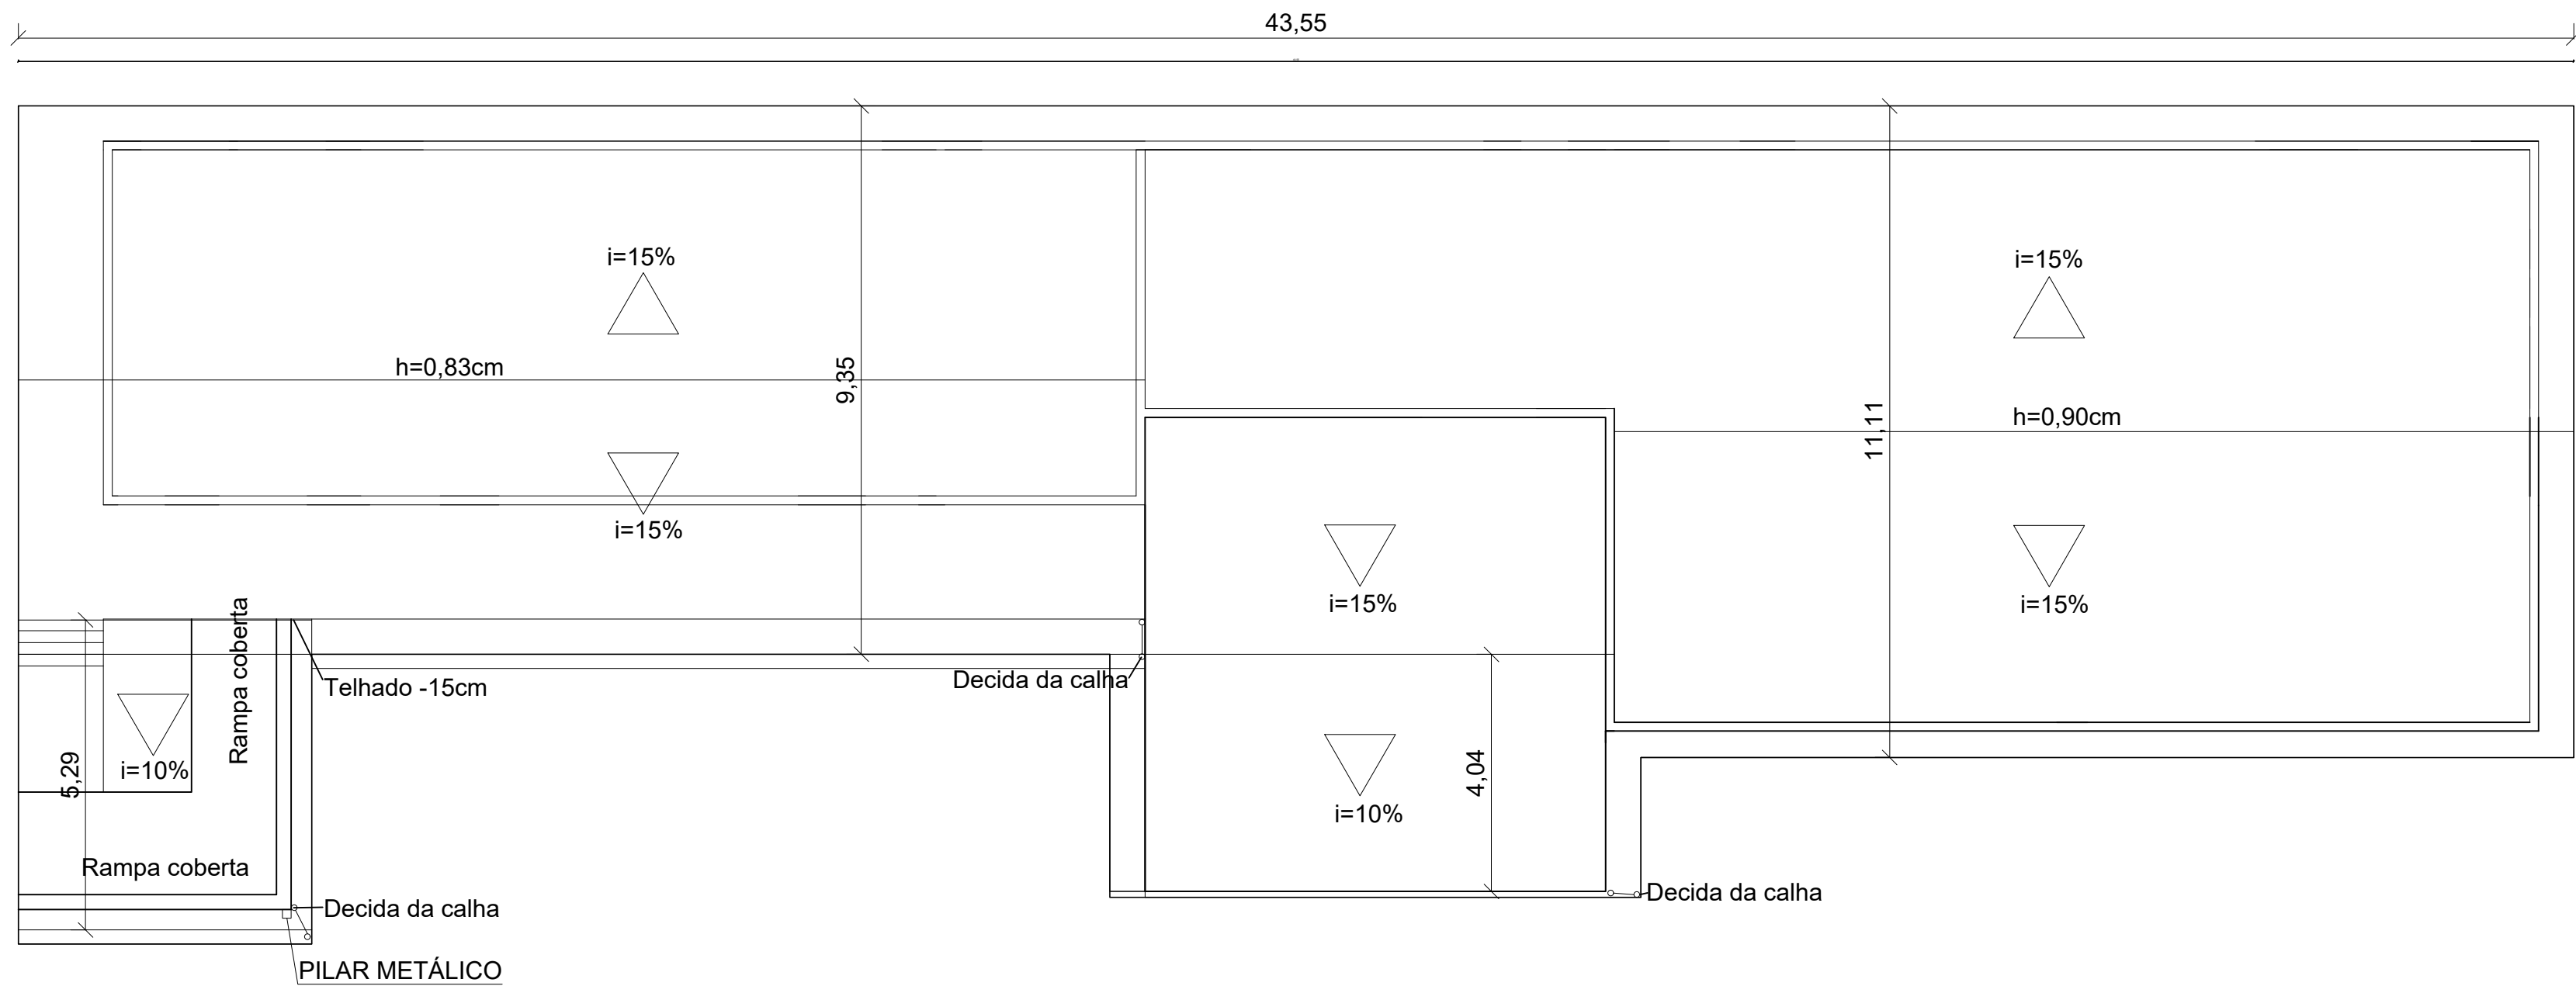 43,55
i=15%
i=15%
h=0,83cm
9,35
11,11
h=0,90cm
i=15%
i=15%
i=15%
Rampa coberta
Telhado -15cm
Decida da calha
5,29
i=10%
4,04
i=10%
Rampa coberta
Decida da calha
Decida da calha
PILAR METÁLICO